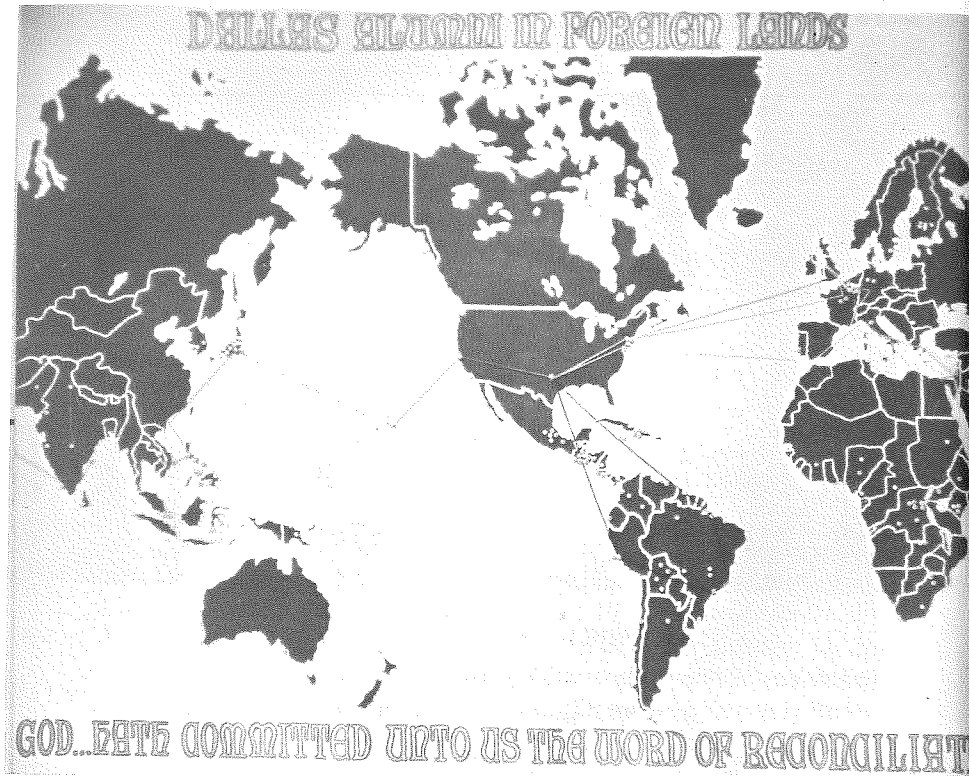 DALLAS ALUMNI IN FOREIGN LANDS
GOD...HATH COMMITTED UNTO US THE WORD OF RECONCILIAT